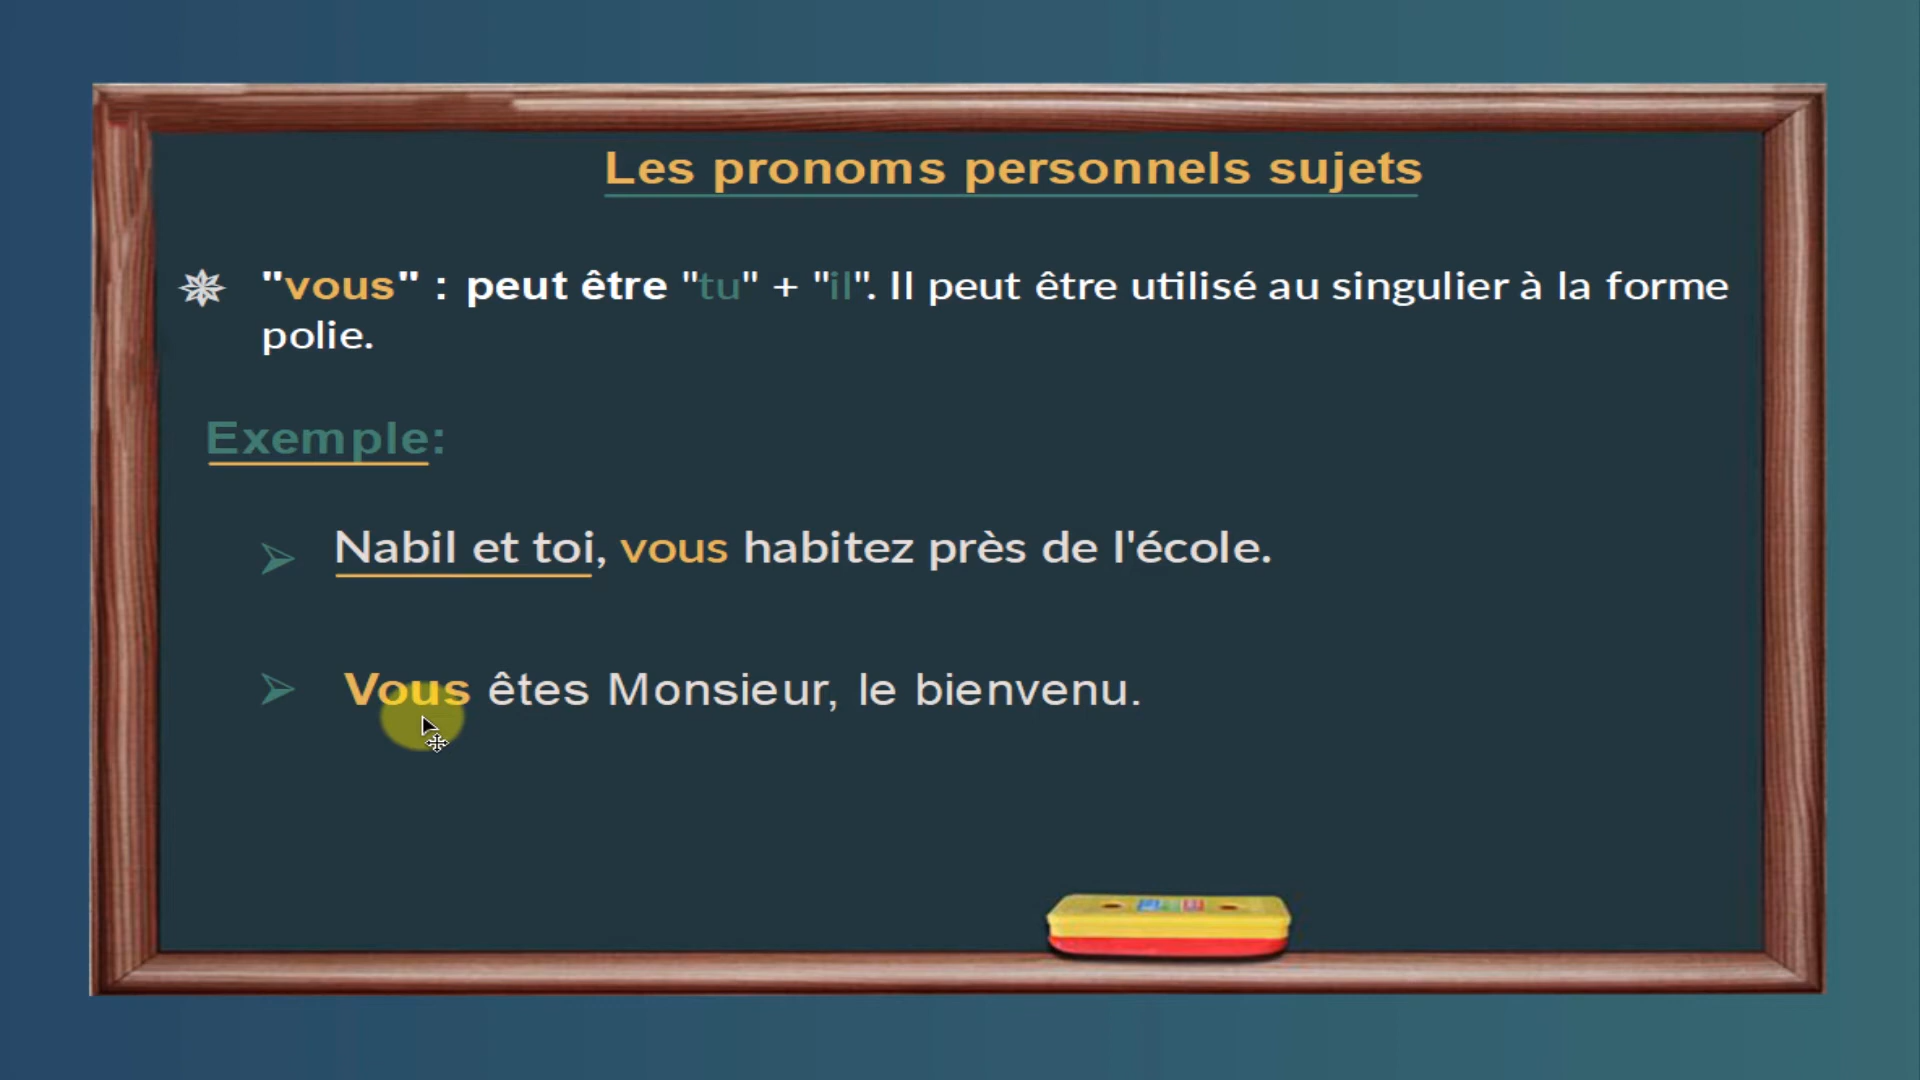 Les pronoms personnels sujets
"vous" : peut être "tu" + "il". Il peut être utilisé au singulier à la forme
polie.
Exemple:
Nabil et toi, vous habitez près de l'école.
Vous êtes Monsieur, le bienvenu.